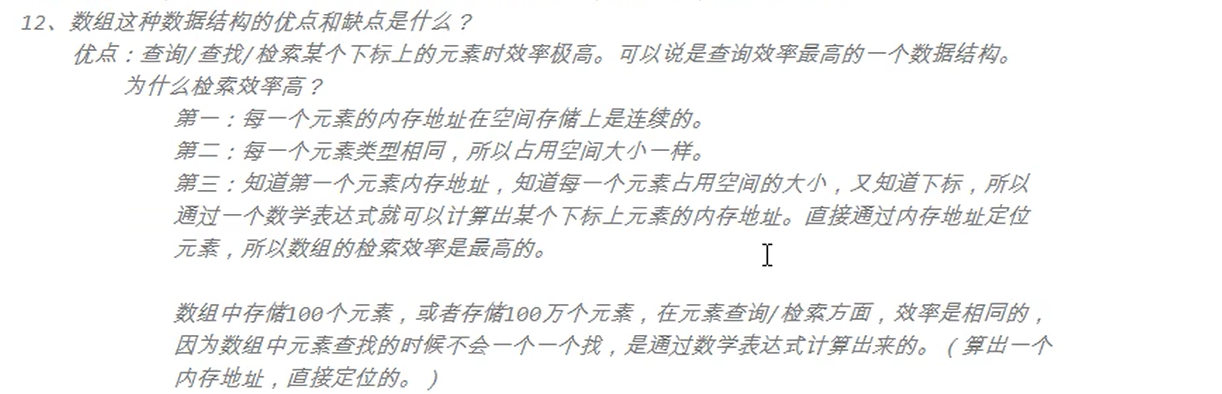 12、数组这种数据结构的优点和缺点是什么？
优点：查询/查找/检索某个下标上的元素时效率极高。可以说是查询效率最高的一个数据结构。
为什么检索效率高？
第一：每一个元素的内存地址在空间存储上是连续的。
第二：每一个元素类型相同，所以占用空间大小一样。
第三：知道第一个元素内存地址，知道每一个元素占用空间的大小，又知道下标，所以
通过一个数学表达式就可以计算出某个下标上元素的内存地址。直接通过内存地址定位
元素，所以数组的检索效率是最高的。
数组中存储100个元素，或者存储100万个元素，在元素查询/检索方面，效率是相同的，
因为数组中元素查找的时候不会一个一个找，是通过数学表达式计算出来的。（算出一个
内存地址，直接定位的。）